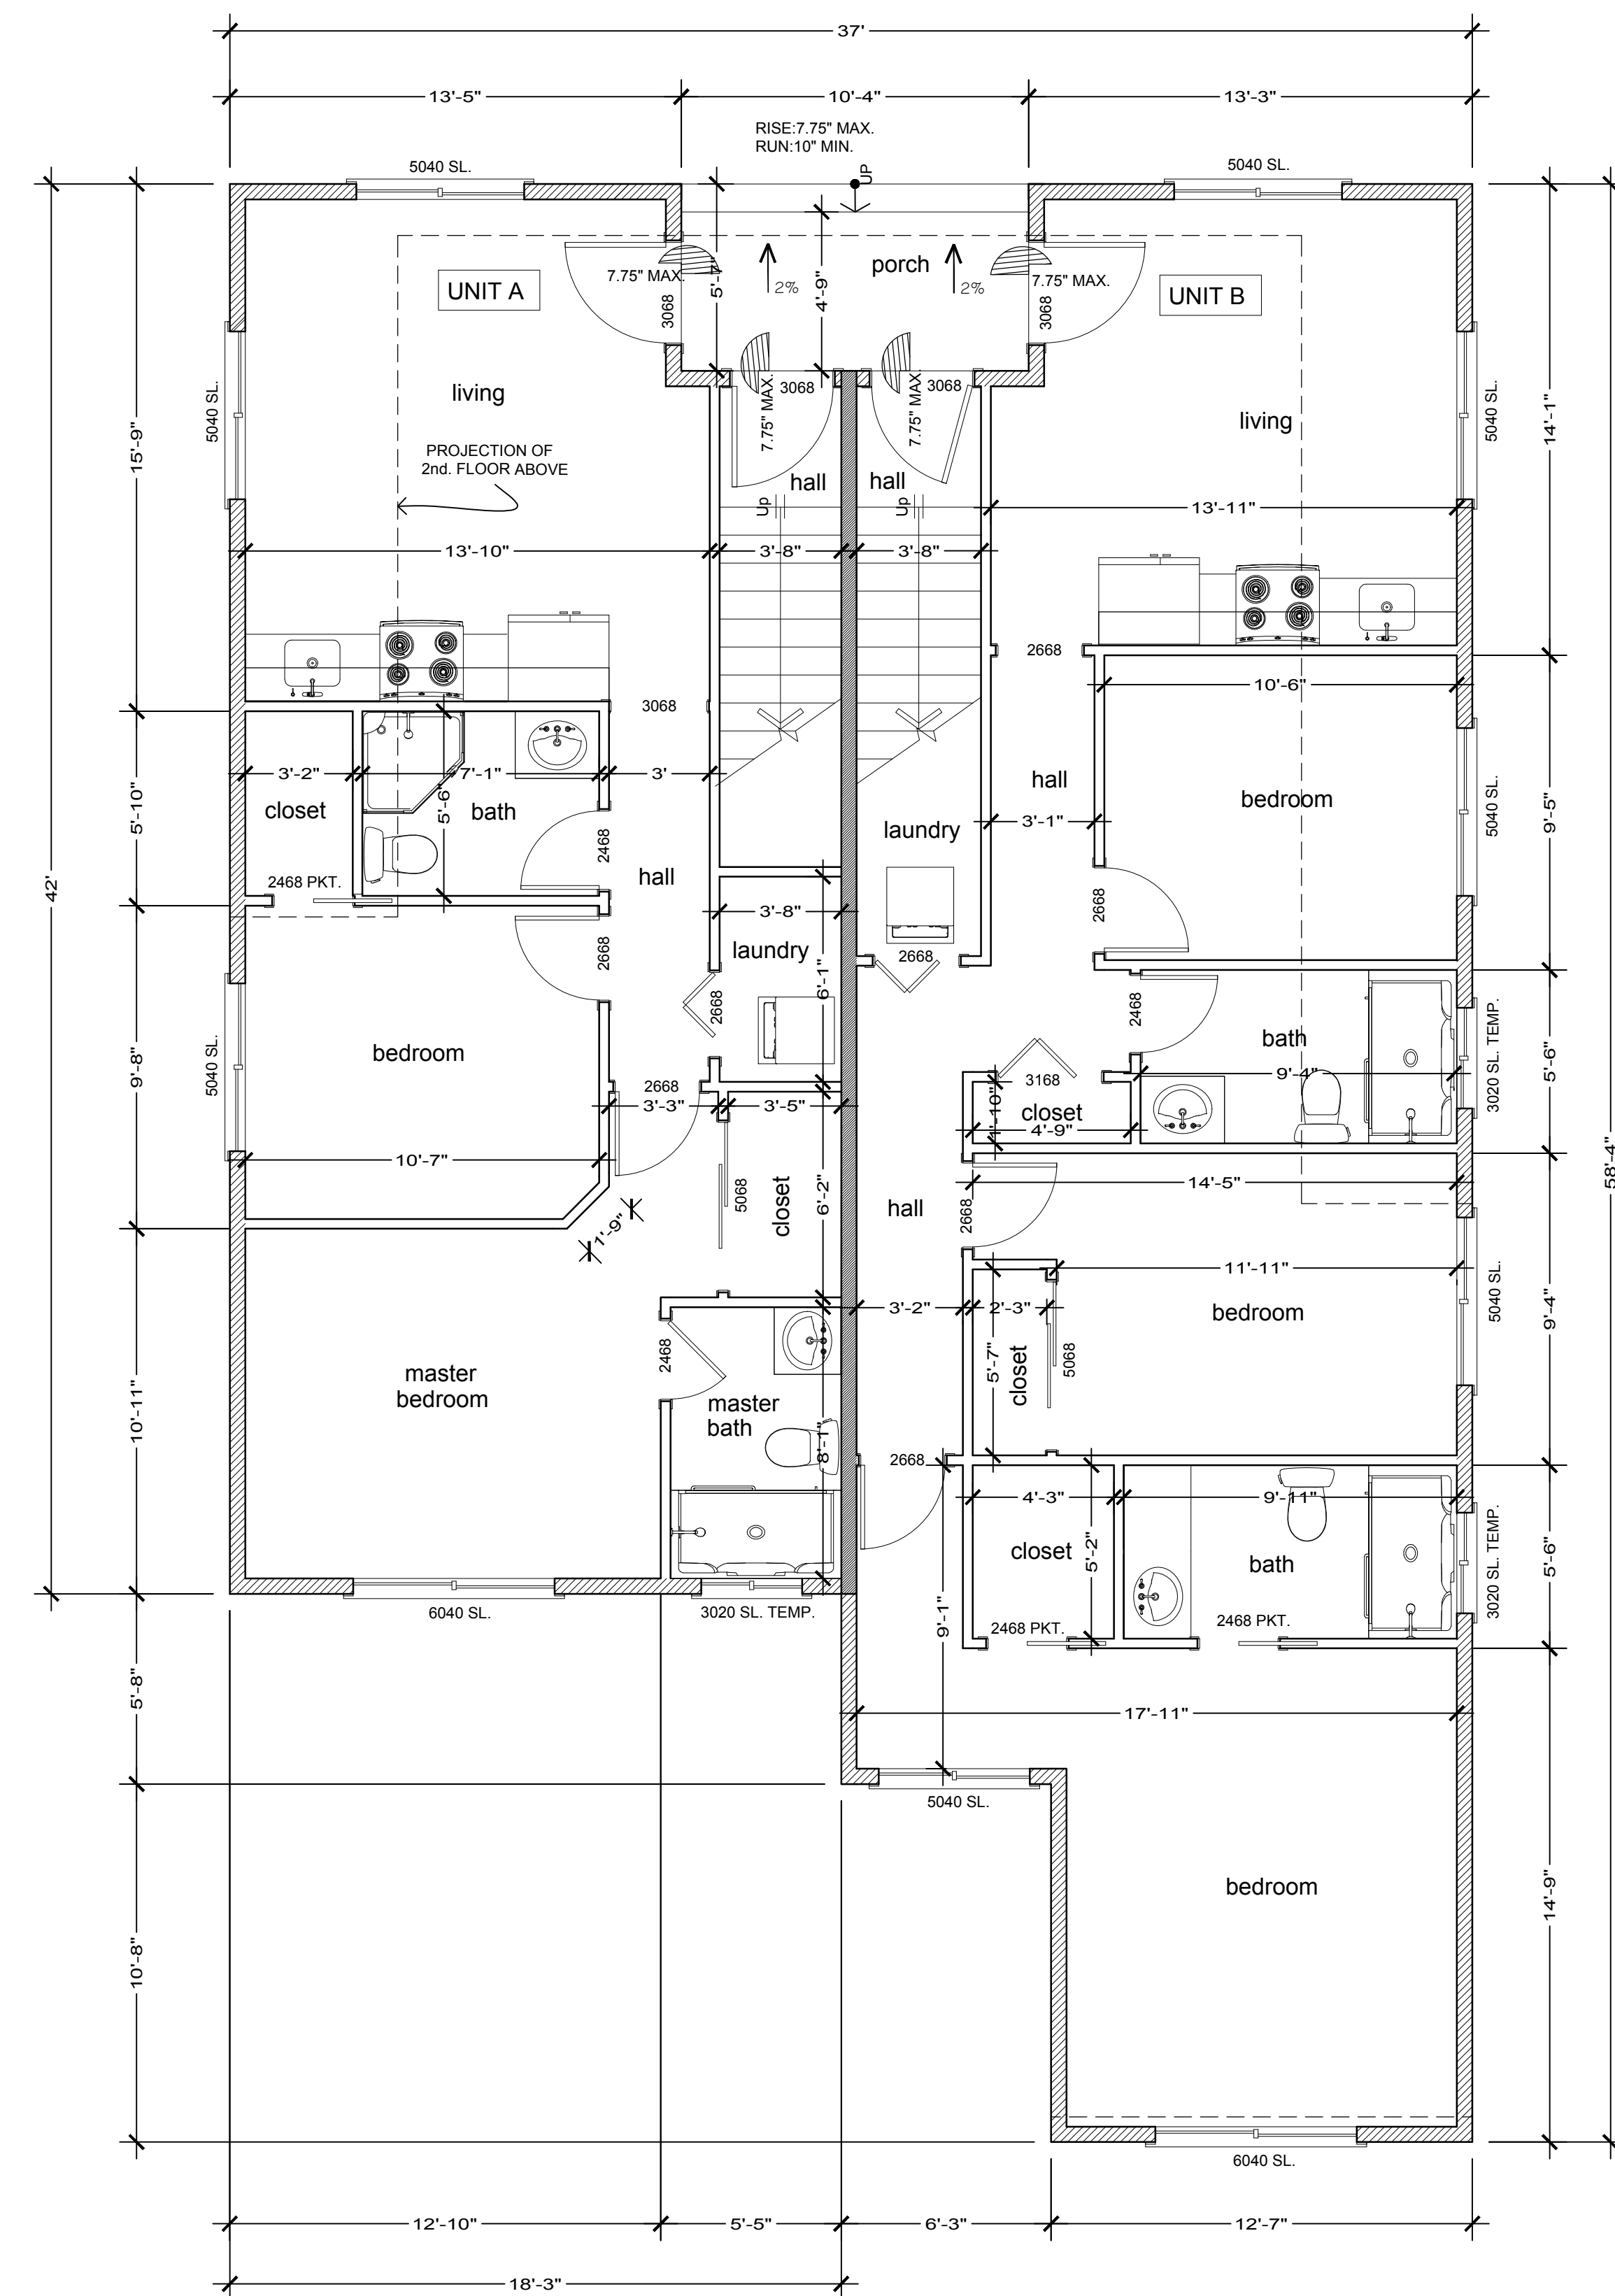 37'
13'-5"
10'-4"
13'-3"
RISE:7.75" MAX.
RUN:10" MIN.
5040 SL.
UP
5040 SL.
UNIT A
7.75" MAX.
3068
5'-7"
2%
4'-9"
porch
2%
7.75" MAX.
3068
UNIT B
3068
7.75" MAX.
3068
7.75" MAX.
living
living
5040 SL.
5040 SL.
15'-9"
14'-1"
PROJECTION OF
2nd. FLOOR ABOVE
hall
hall
Up
Up
13'-11"
13'-10"
3'-8"
3'-8"
2668
10'-6"
3068
3'-2"
7'-1"
3'
hall
closet
5'-6"
bath
bedroom
5040 SL.
5'-10"
9'-5"
laundry
3'-1"
2468
hall
2468 PKT.
42'
2668
3'-8"
2668
laundry
2668
6'-1"
2668
2468
bath
3020 SL. TEMP.
5'-6"
5040 SL.
9'-8"
bedroom
9'-4"
2668
3168
3'-3"
3'-5"
1'-10"
closet
4'-9"
10'-7"
58'-4"
14'-5"
5068
closet
6'-2"
hall
2668
1'-9"
11'-11"
5040 SL.
9'-4"
3'-2"
2'-3"
bedroom
2468
5'-7"
closet
5068
master
bedroom
10'-11"
master
bath
8'-1"
2668
4'-3"
9'-11"
closet
5'-2"
bath
3020 SL. TEMP.
5'-6"
6040 SL.
3020 SL. TEMP.
9'-1"
2468 PKT.
2468 PKT.
5'-8"
17'-11"
5040 SL.
bedroom
14'-9"
10'-8"
6040 SL.
12'-10"
5'-5"
6'-3"
12'-7"
18'-3"